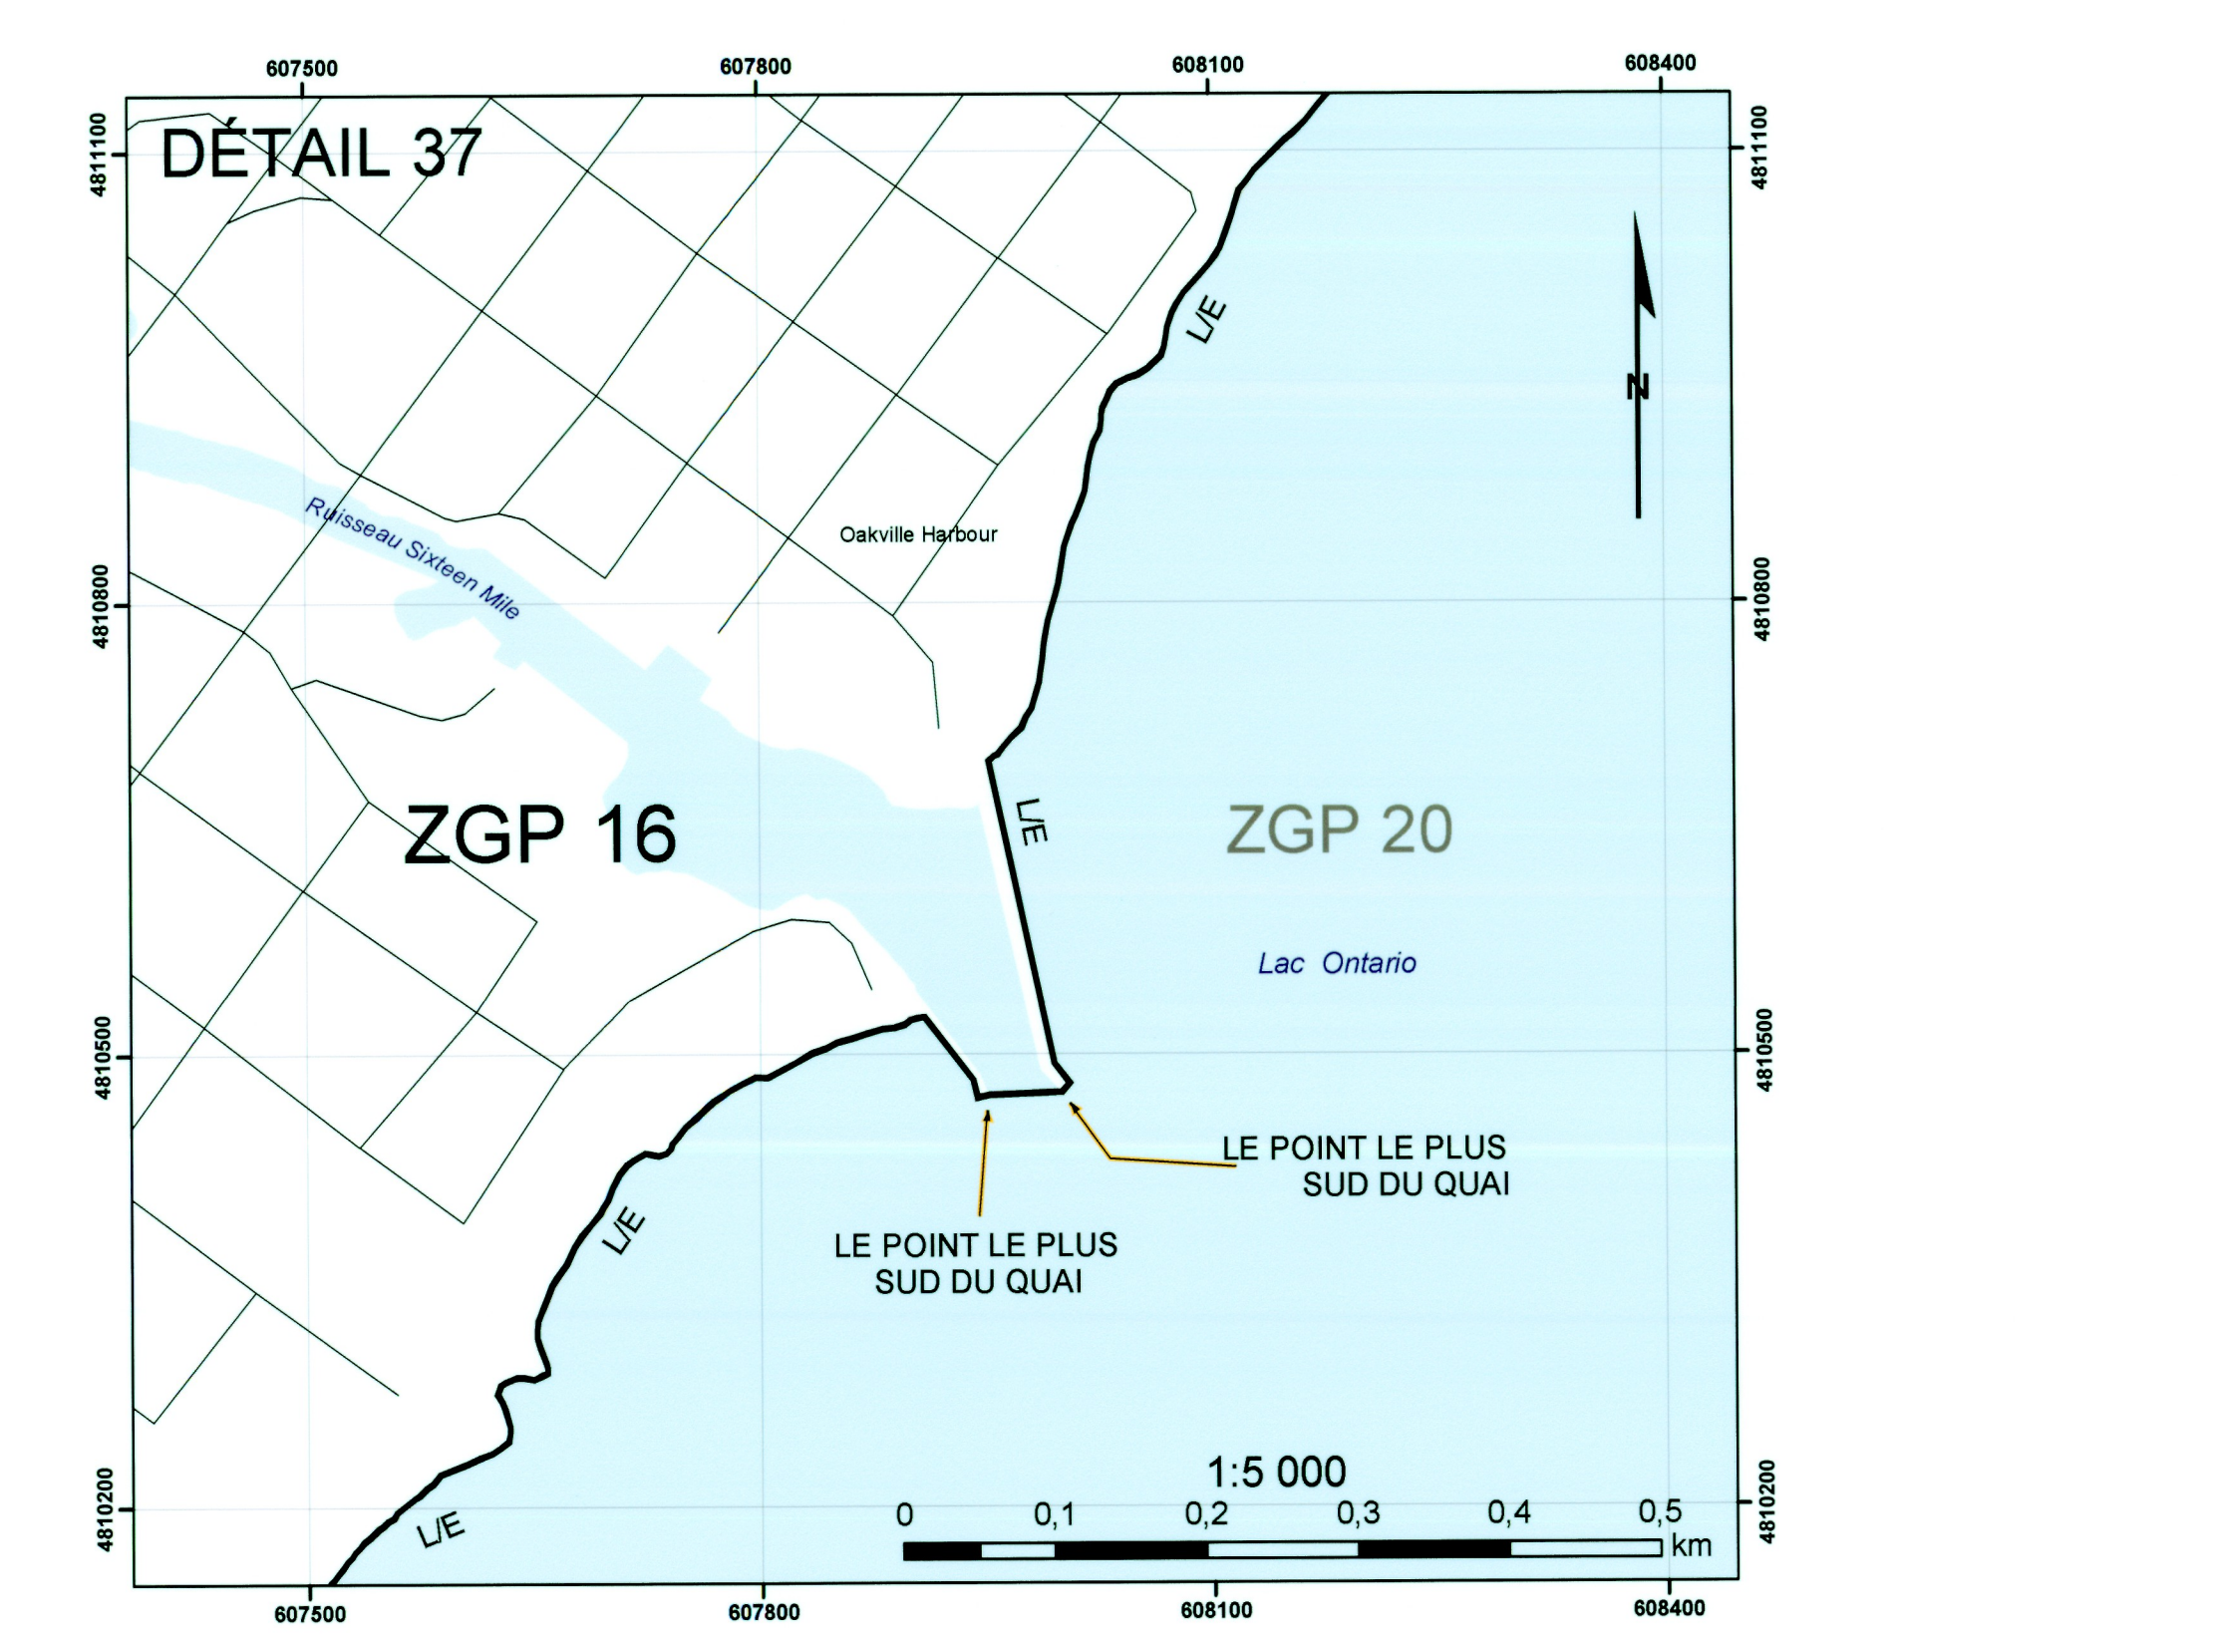 607500 607800 608100 608400
4811100 4811100
DÉTAIL 37
L/E
N
Ruisseau Sixteen Mile
Oakville Harbour
4810800 4810800
L/E
ZGP 16
ZGP 20
Lac Ontario
4810500 4810500
LE POINT LE PLUS
SUD DU QUAI
LE POINT LE PLUS
SUD DU QUAI
L/E
1:5 000
0 0,1 0,2 0,3 0,4 0,5
km
4810200 4810200
L/E
607500 607800 608100 608400